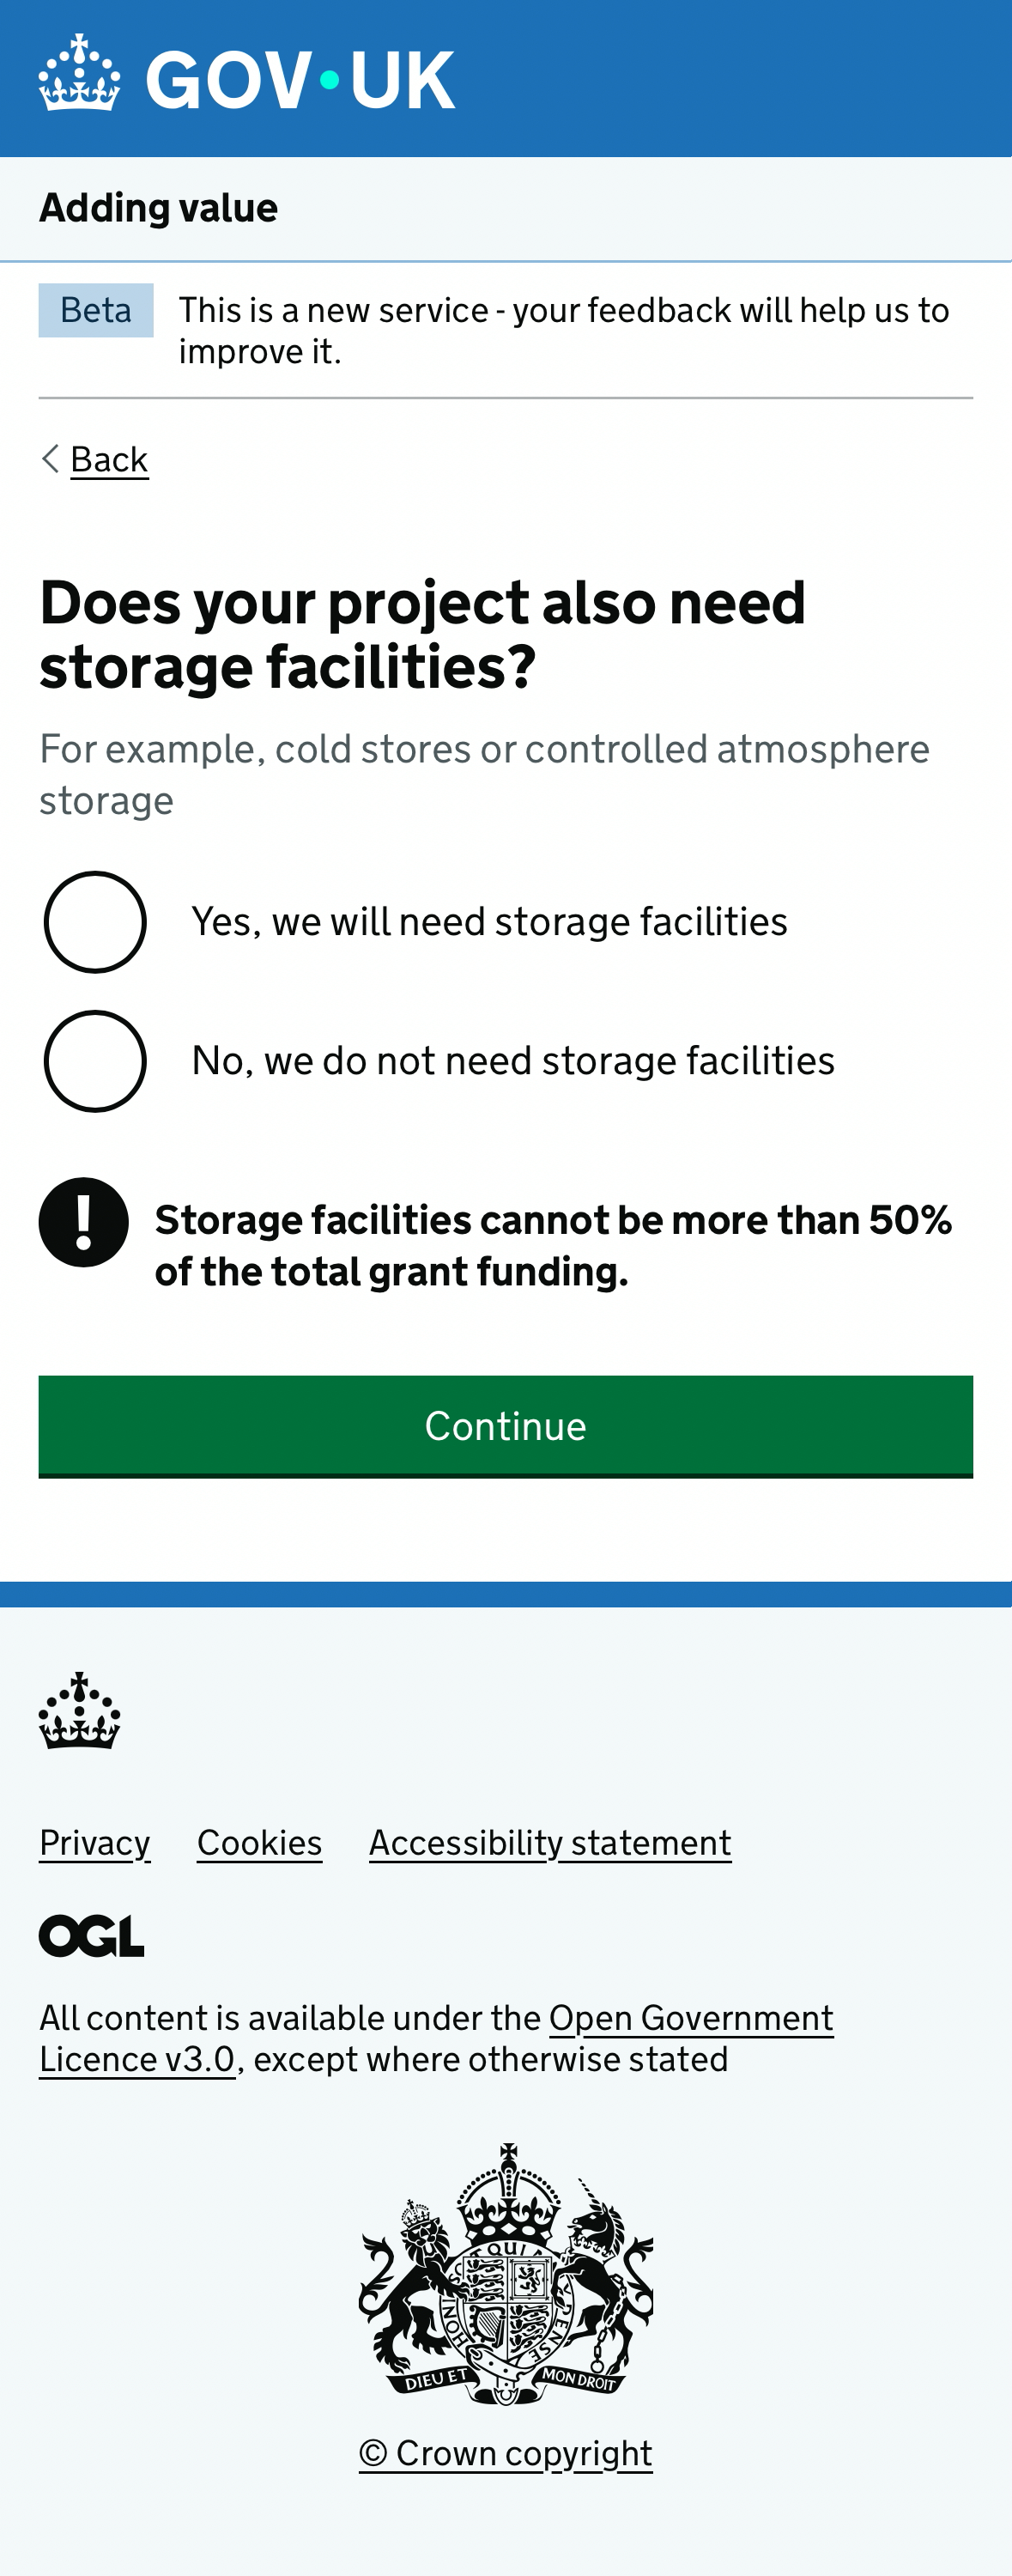 GOV·UK
Adding value
Beta
This is a new service - your feedback will help us to
improve it.
Back
Does your project also need
storage facilities?
For example, cold stores or controlled atmosphere
storage
Yes, we will need storage facilities
No, we do not need storage facilities
! Storage facilities cannot be more than 50%
of the total grant funding.
Continue
Privacy Cookies Accessibility statement
OGL
All content is available under the Open Government
Licence v3.0, except where otherwise stated
DIEU ET MON DROIT
© Crown copyright